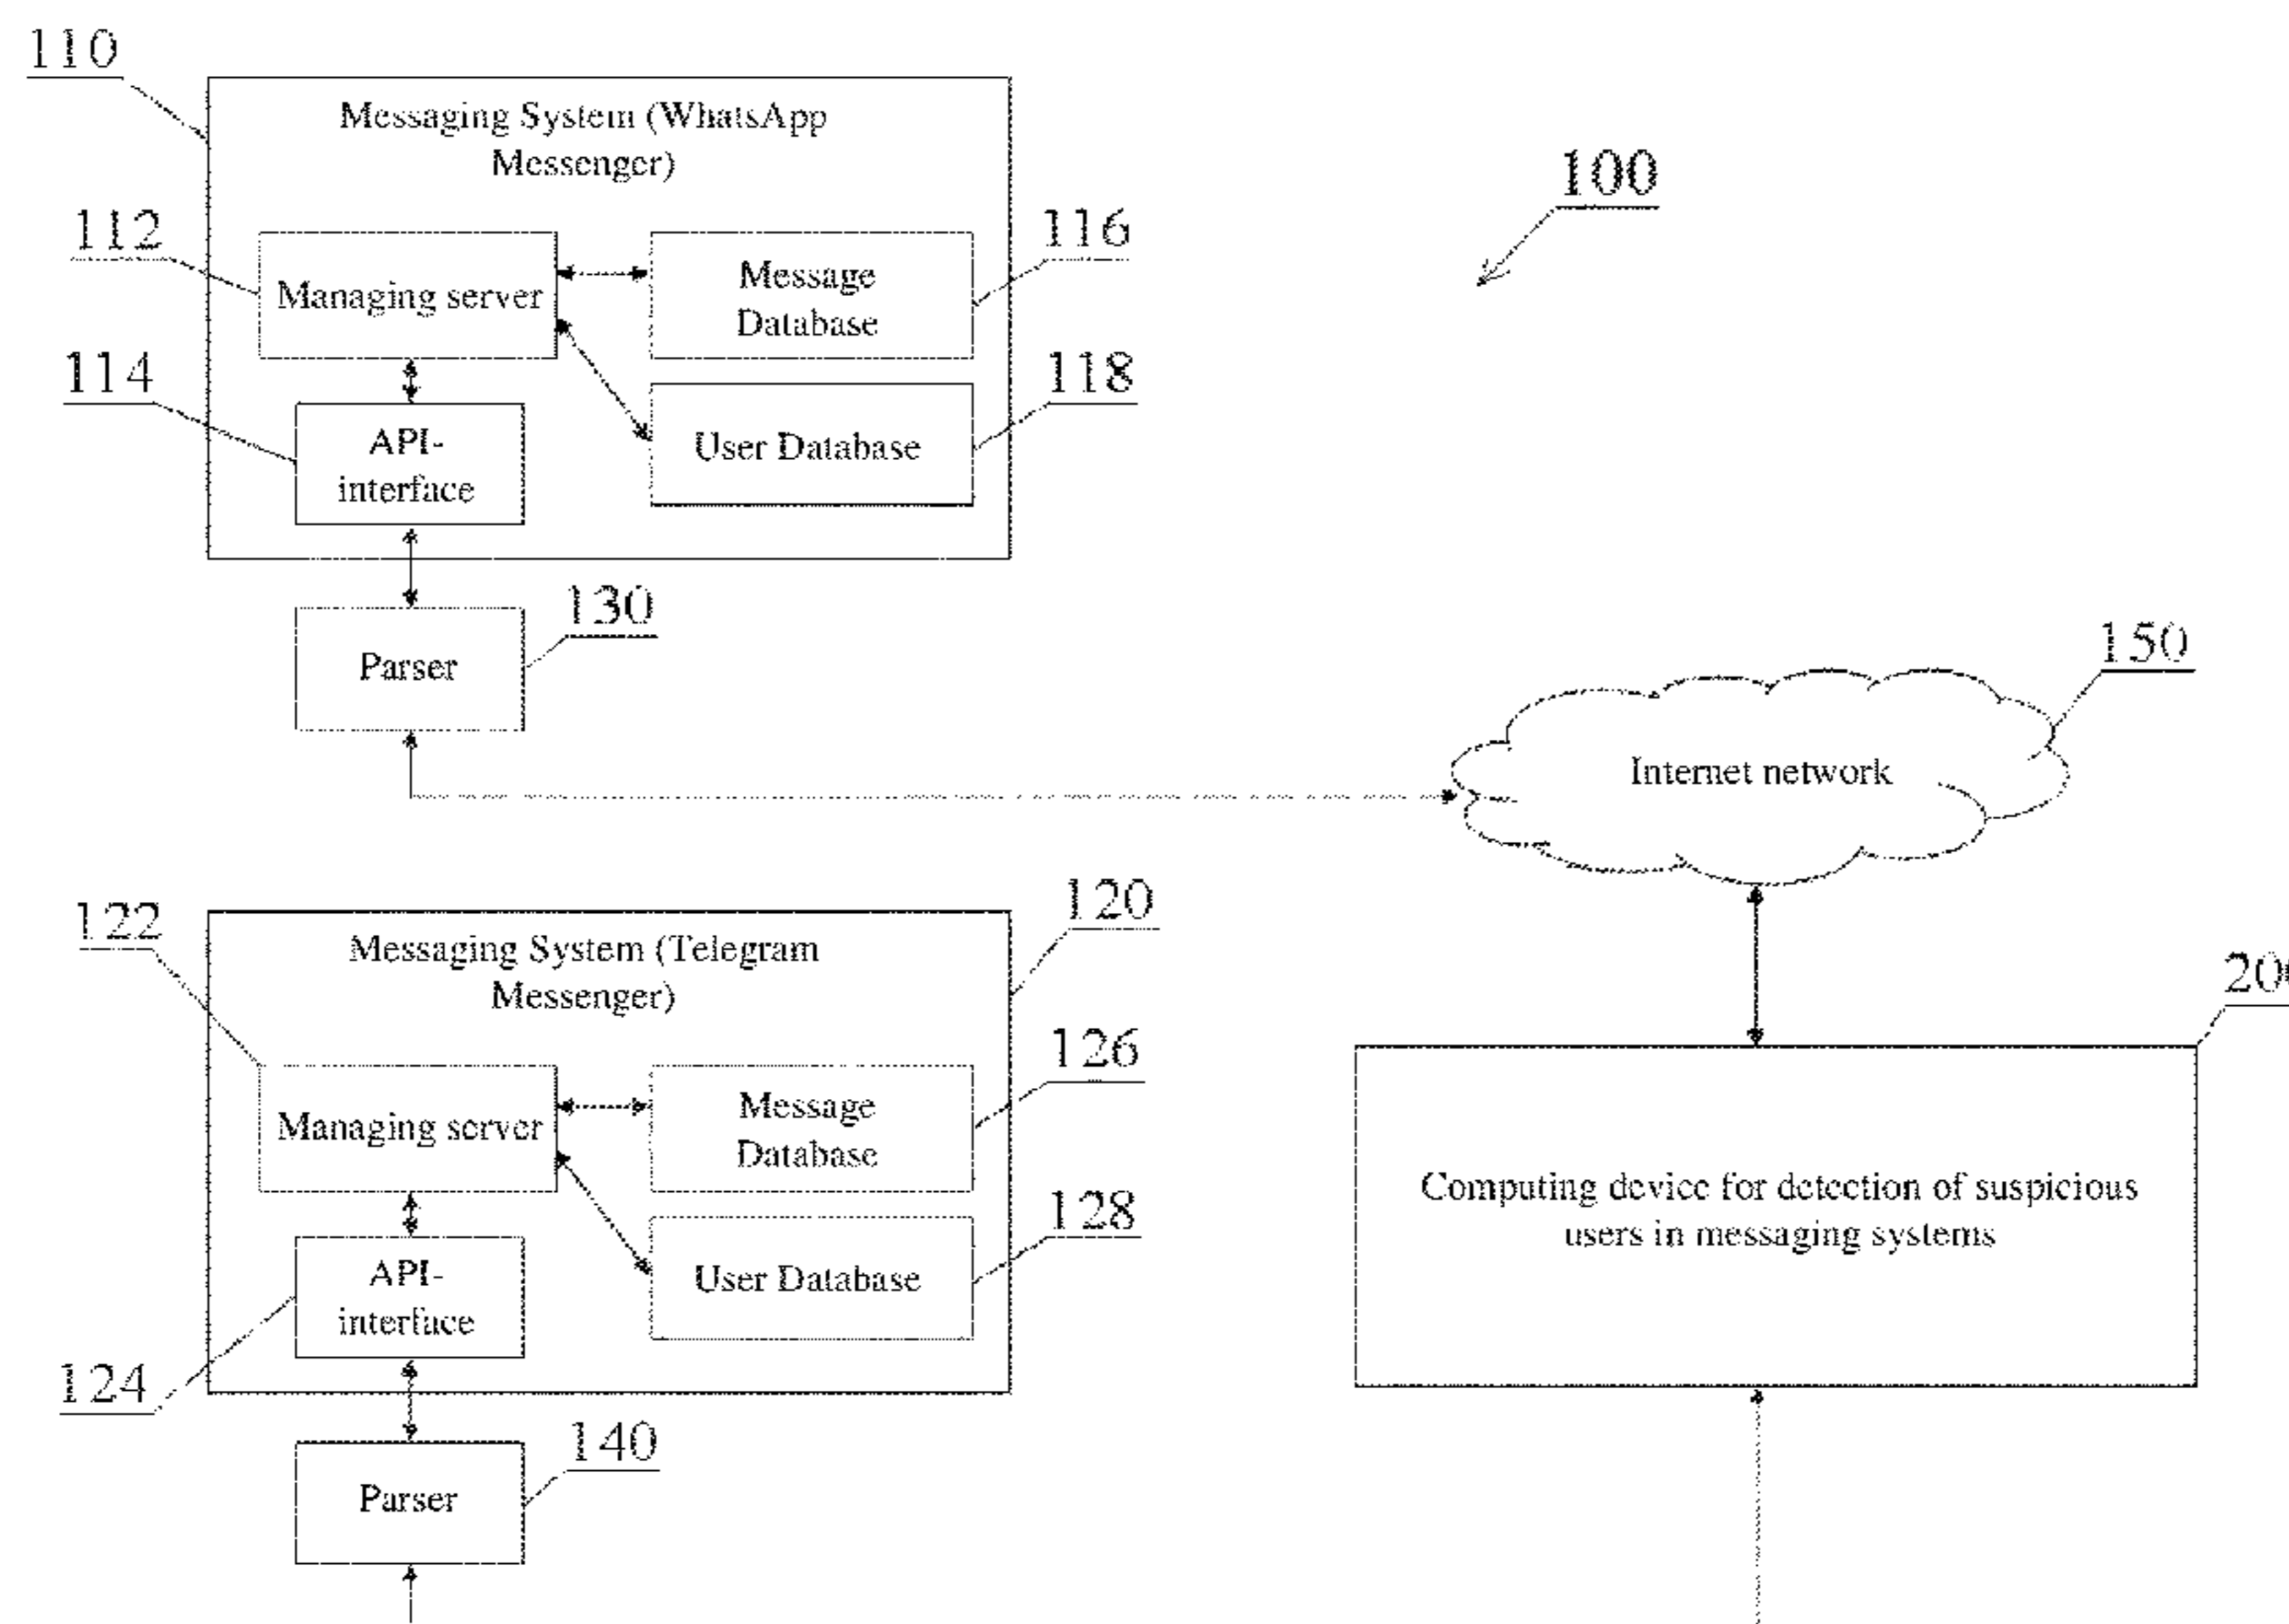 110
Messaging System (WhatsApp
Messenger)
100
112
Managing server
Message
Database
116
114
API-
interface
User Database
118
Parser
130
150
Internet network
122
Messaging System (Telegram
Messenger)
120
Managing server
Message
Database
126
124
API-
interface
User Database
128
200
Computing device for detection of suspicious
users in messaging systems
Parser
140